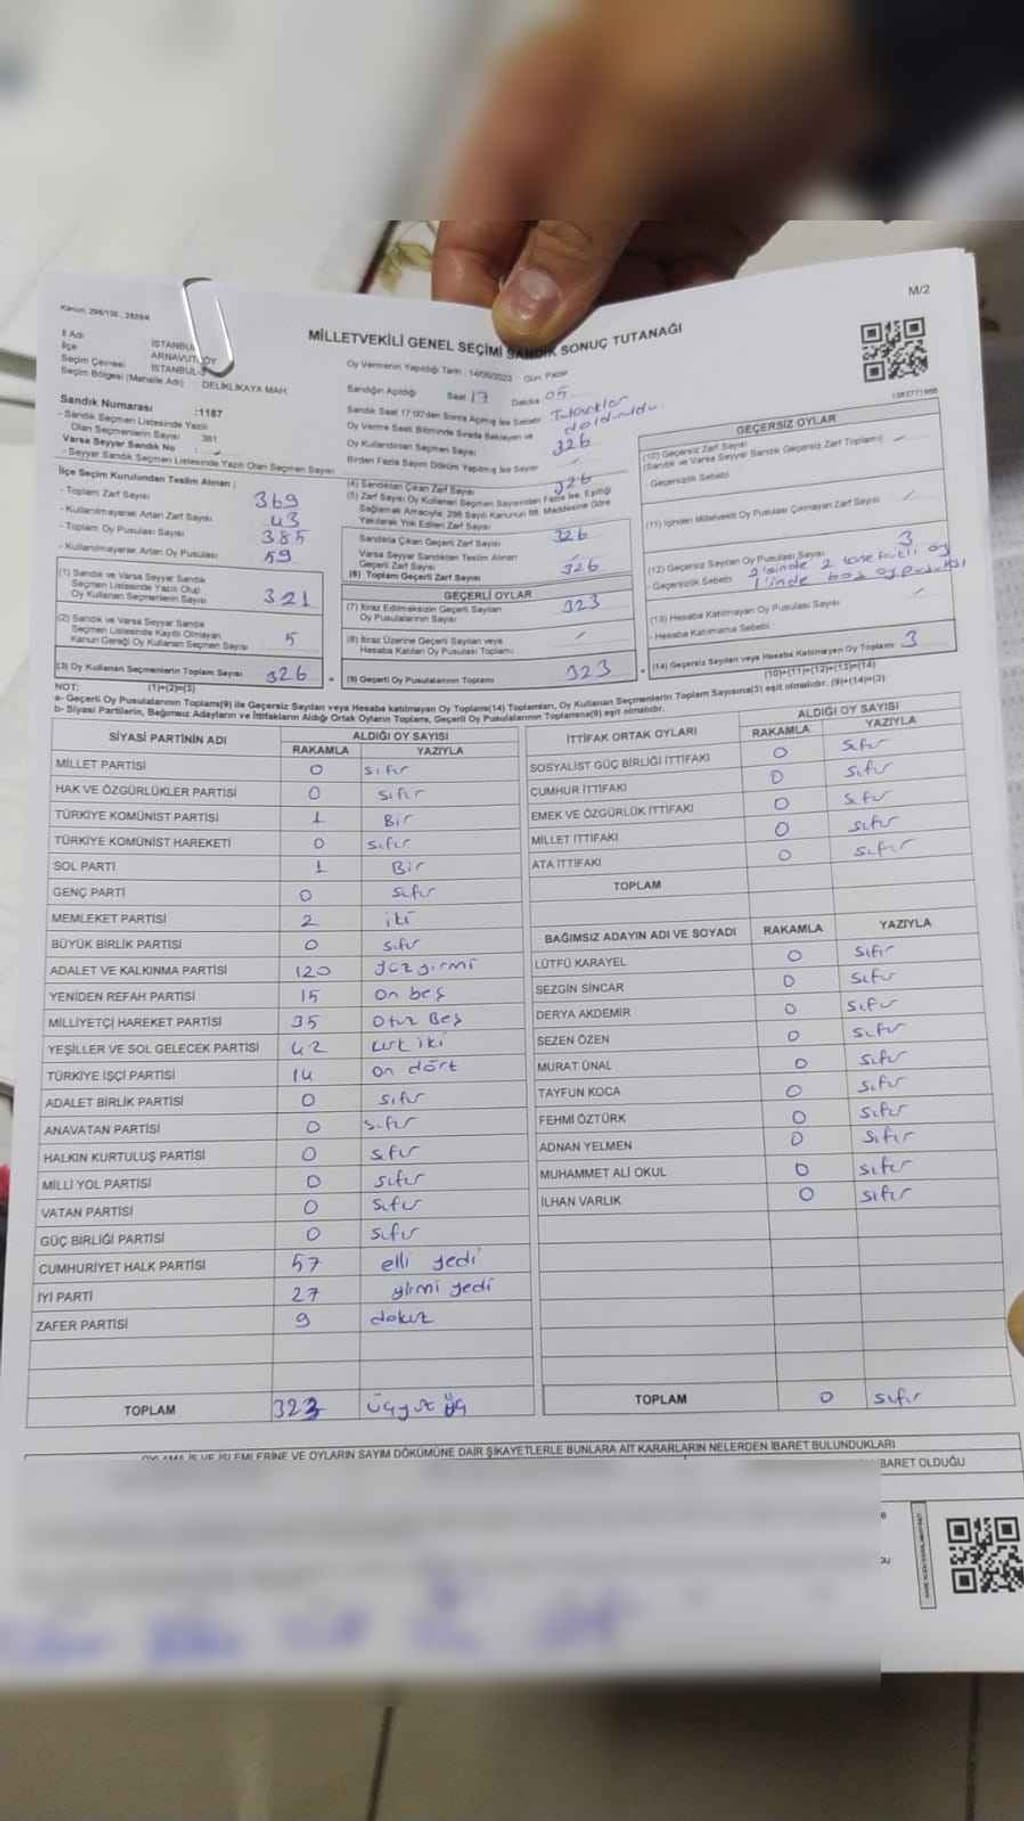 M/2
MİLLETVEKİLİ GENEL SEÇİMİ SANDIK SONUÇ TUTANAĞI
İl Adı İSTANBUL
İlçe ARNAVUTKÖY
Seçim Çevresi İSTANBUL-3
Seçim Bölgesi (Mahalle Adı) DELİKLİKAYA MAH.
Oy Vermenin Yapıldığı Tarih : 14/05/2023 Gün: Pazar
Sandığın Açıldığı Saat 17 Dakika 05
Sandık Saat 17:00'den Sonra Açılmış İse Sebebi Tutanaklar dolduruldu.
Oy Kullandırılan Seçmen Sayısı 326
Sandık Numarası :1187
- Sandık Seçmen Listesinde Yazılı
Olan Seçmenlerin Sayısı 361
Varsa Seyyar Sandık No :
- Seyyar Sandık Seçmen Listesinde Yazılı Olan Seçmen Sayısı
İlçe Seçim Kurulundan Teslim Alınan ;
- Toplam Zarf Sayısı 369
- Kullanılmayarak Artan Zarf Sayısı 43
- Toplam Oy Pusulası Sayısı 385
- Kullanılmayarak Artan Oy Pusulası 59
(1) Sandık ve Varsa Seyyar Sandık
Seçmen Listesinde Yazılı Olup
Oy Kullanan Seçmenlerin Sayısı 321
(2) Sandık ve Varsa Seyyar Sandık
Seçmen Listesinde Kayıtlı Olmayan
Kanun Gereği Oy Kullanan Seçmen Sayısı 5
(3) Oy Kullanan Seçmenlerin Toplam Sayısı 326
(1)+(2)=(3)
(4) Sandıktan Çıkan Zarf Sayısı 326
(5) Zarf Sayısı Oy Kullanan Seçmen Sayısından Fazla İse, Eşitliği
Sağlamak Amacıyla, 298 Sayılı Kanunun 98. Maddesine Göre
Yakılarak Yok Edilen Zarf Sayısı
Sandıkta Çıkan Geçerli Zarf Sayısı 326
Varsa Seyyar Sandıktan Teslim Alınan
Geçerli Zarf Sayısı
(6) Toplam Geçerli Zarf Sayısı 326
GEÇERLİ OYLAR
(7) İtiraz Edilmeksizin Geçerli Sayılan
Oy Pusulalarının Sayısı 323
(8) İtiraz Üzerine Geçerli Sayılan veya
Hesaba Katılan Oy Pusulası Toplamı
(9) Geçerli Oy Pusulalarının Toplamı 323
GEÇERSİZ OYLAR
(10) Geçersiz Zarf Sayısı
(Sandık ve Varsa Seyyar Sandık Geçersiz Zarf Toplamı)
Geçersizlik Sebebi
(11) İçinden Milletvekili Oy Pusulası Çıkmayan Zarf Sayısı
(12) Geçersiz Sayılan Oy Pusulası Sayısı 3
- Geçersizlik Sebebi 2'sinde 2 tane farklı oy
1'inde boş oy pusulası
(13) Hesaba Katılmayan Oy Pusulası Sayısı
- Hesaba Katılmama Sebebi
(14) Geçersiz Sayılan veya Hesaba Katılmayan Oy Pusulası Toplamı 3
(10)+(11)+(12)+(13)=(14)
NOT:
a- Geçerli Oy Pusulalarının Toplamı(9) ile Geçersiz Sayılan veya Hesaba katılmayan Oy Pusulası Toplamı(14) Toplamları, Oy Kullanan Seçmenlerin Toplam Sayısına(3) eşit olmalıdır. (9)+(14)=(3)
b- Siyasi Partilerin, Bağımsız Adayların ve İttifakların Aldığı Ortak Oyların Toplamı, Geçerli Oy Pusulalarının Toplamına(9) eşit olmalıdır.
SİYASİ PARTİNİN ADI ALDIĞI OY SAYISI
RAKAMLA YAZIYLA
MİLLET PARTİSİ 0 sıfır
HAK VE ÖZGÜRLÜKLER PARTİSİ 0 sıfır
TÜRKİYE KOMÜNİST PARTİSİ 1 Bir
TÜRKİYE KOMÜNİST HAREKETİ 0 sıfır
SOL PARTİ 1 Bir
GENÇ PARTİ 0 sıfır
MEMLEKET PARTİSİ 2 iki
BÜYÜK BİRLİK PARTİSİ 0 sıfır
ADALET VE KALKINMA PARTİSİ 120 yüz yirmi
YENİDEN REFAH PARTİSİ 15 on beş
MİLLİYETÇİ HAREKET PARTİSİ 35 Otuz Beş
YEŞİLLER VE SOL GELECEK PARTİSİ 42 kırk iki
TÜRKİYE İŞÇİ PARTİSİ 14 on dört
ADALET BİRLİK PARTİSİ 0 sıfır
ANAVATAN PARTİSİ 0 sıfır
HALKIN KURTULUŞ PARTİSİ 0 sıfır
MİLLİ YOL PARTİSİ 0 sıfır
VATAN PARTİSİ 0 sıfır
GÜÇ BİRLİĞİ PARTİSİ 0 sıfır
CUMHURİYET HALK PARTİSİ 57 elli yedi
İYİ PARTİ 27 yirmi yedi
ZAFER PARTİSİ 9 dokuz
TOPLAM 323 üçyüz
İTTİFAK ORTAK OYLARI ALDIĞI OY SAYISI
RAKAMLA YAZIYLA
SOSYALİST GÜÇ BİRLİĞİ İTTİFAKI 0 sıfır
CUMHUR İTTİFAKI 0 sıfır
EMEK VE ÖZGÜRLÜK İTTİFAKI 0 sıfır
MİLLET İTTİFAKI 0 sıfır
ATA İTTİFAKI 0 sıfır
TOPLAM
BAĞIMSIZ ADAYIN ADI VE SOYADI RAKAMLA YAZIYLA
LÜTFÜ KARAYEL 0 sıfır
SEZGİN SİNCAR 0 sıfır
DERYA AKDEMİR 0 sıfır
SEZEN ÖZEN 0 sıfır
MURAT ÜNAL 0 sıfır
TAYFUN KOCA 0 sıfır
FEHMİ ÖZTÜRK 0 sıfır
ADNAN YELMEN 0 sıfır
MUHAMMET ALİ OKUL 0 sıfır
İLHAN VARLIK 0 sıfır
TOPLAM 0 sıfır
OYLAMA İŞ VE İŞLEMLERİNE VE OYLARIN SAYIM DÖKÜMÜNE DAİR ŞİKAYETLERLE BUNLARA AİT KARARLARIN NELERDEN İBARET BULUNDUKLARI
İBARET OLDUĞU